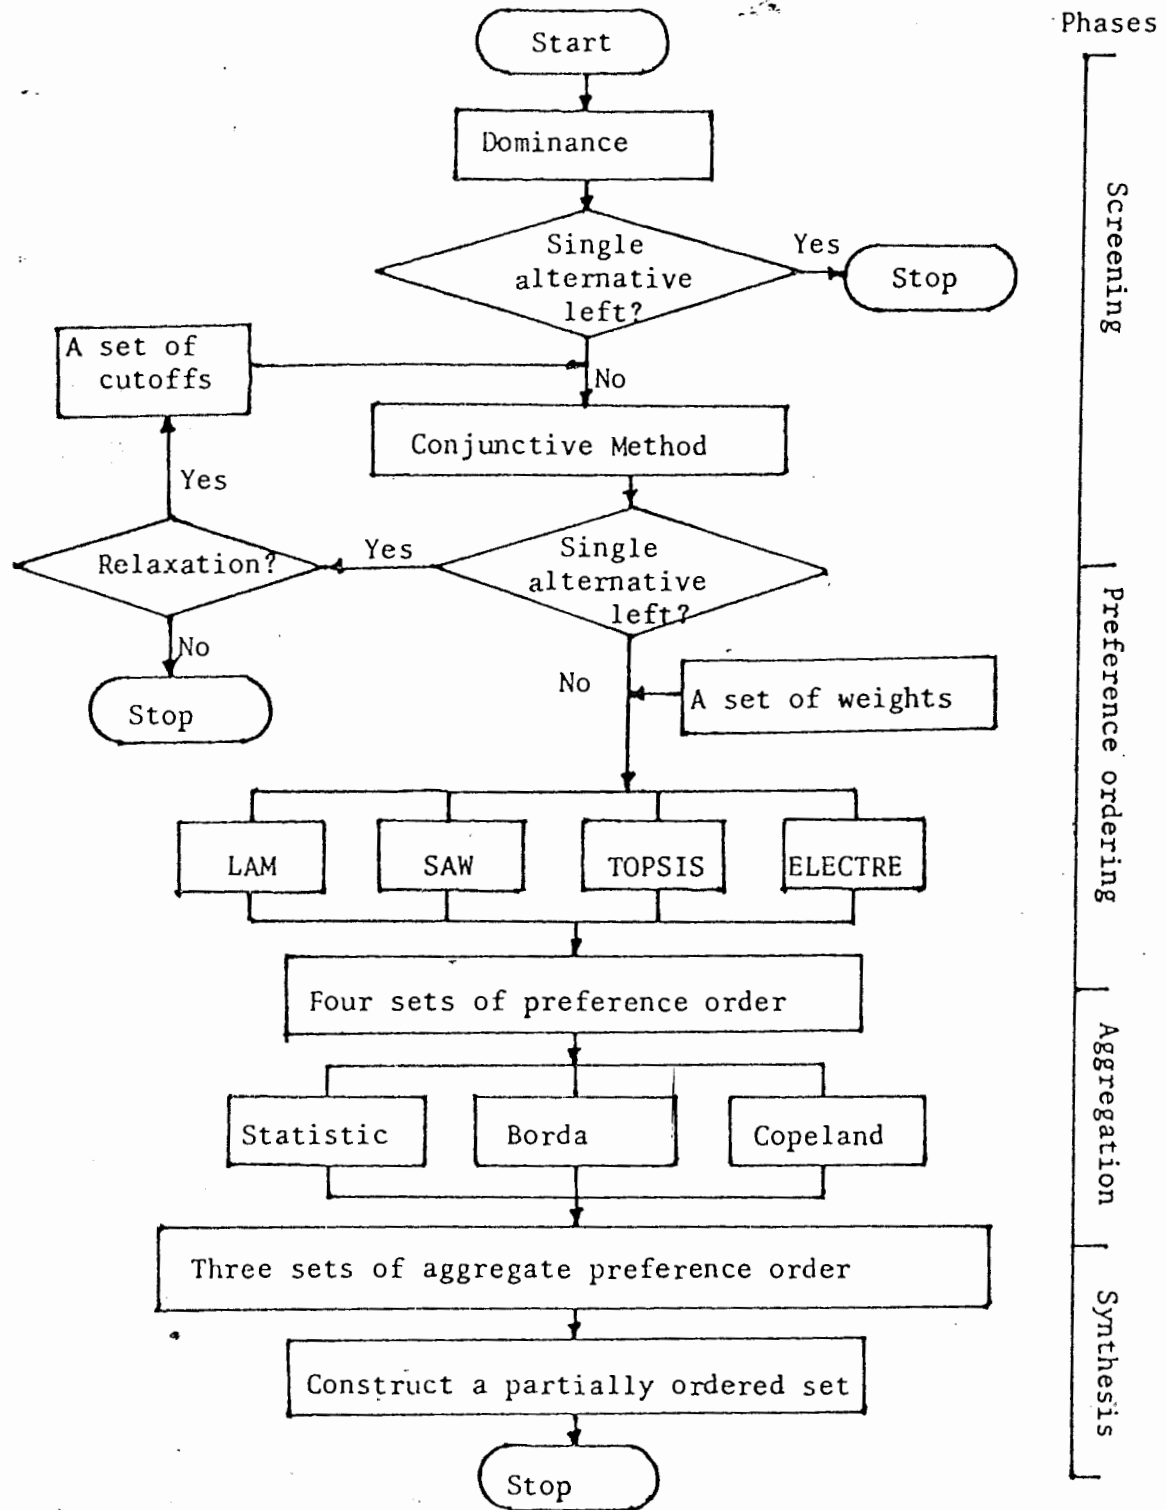 Phases
Start
Dominance
Single
alternative
left?
Yes
Stop
A set of
cutoffs
No
Conjunctive Method
Yes
Relaxation?
Yes
Single
alternative
left?
No
Stop
No
A set of weights
LAM
SAW
TOPSIS
ELECTRE
Four sets of preference order
Statistic
Borda
Copeland
Three sets of aggregate preference order
Construct a partially ordered set
Stop
Screening
Preference ordering
Aggregation
Synthesis